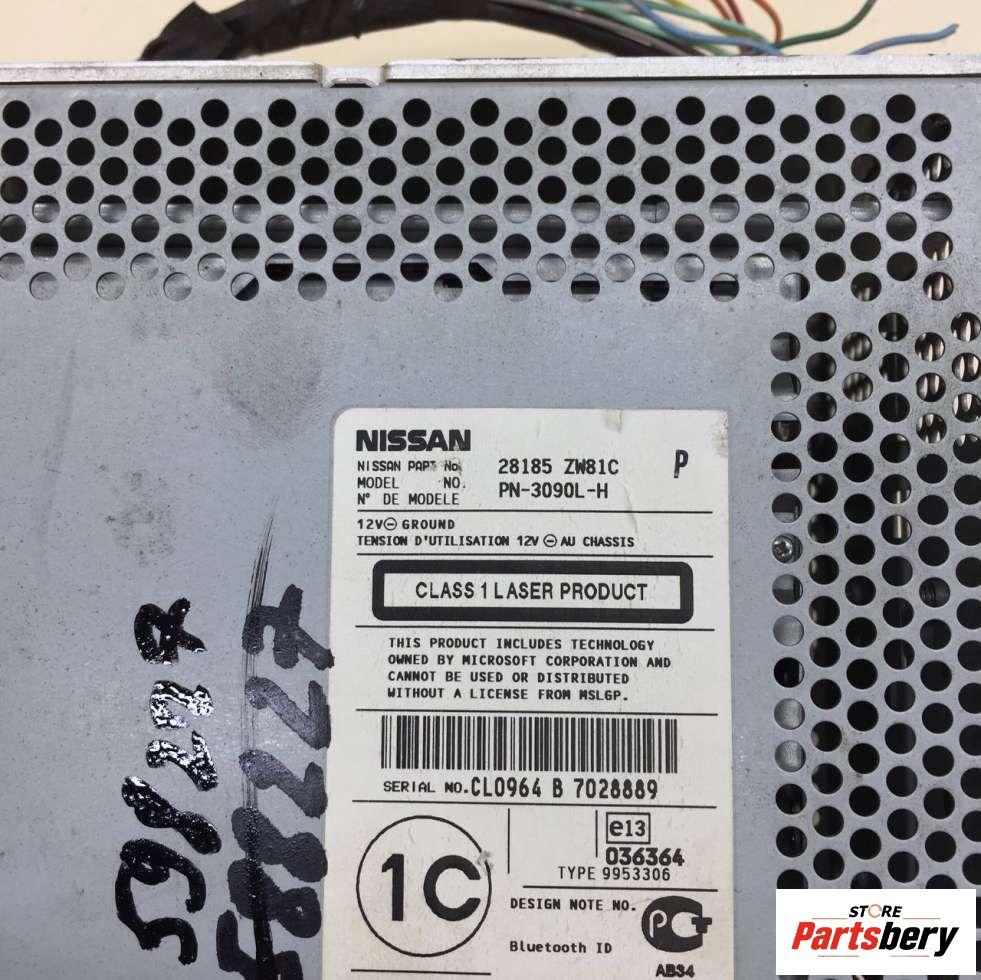 NISSAN
NISSAN PART No. 28185 ZW81C P
MODEL NO. PN-3090L-H
N° DE MODELE
12V⊖ GROUND
TENSION D'UTILISATION 12V ⊖ AU CHASSIS
CLASS 1 LASER PRODUCT
THIS PRODUCT INCLUDES TECHNOLOGY
OWNED BY MICROSOFT CORPORATION AND
CANNOT BE USED OR DISTRIBUTED
WITHOUT A LICENSE FROM MSLGP.
SERIAL NO. CL0964 B 7028889
1C
e13
036364
TYPE 9953306
DESIGN NOTE NO.
Bluetooth ID
AB34
STORE
Partsbery